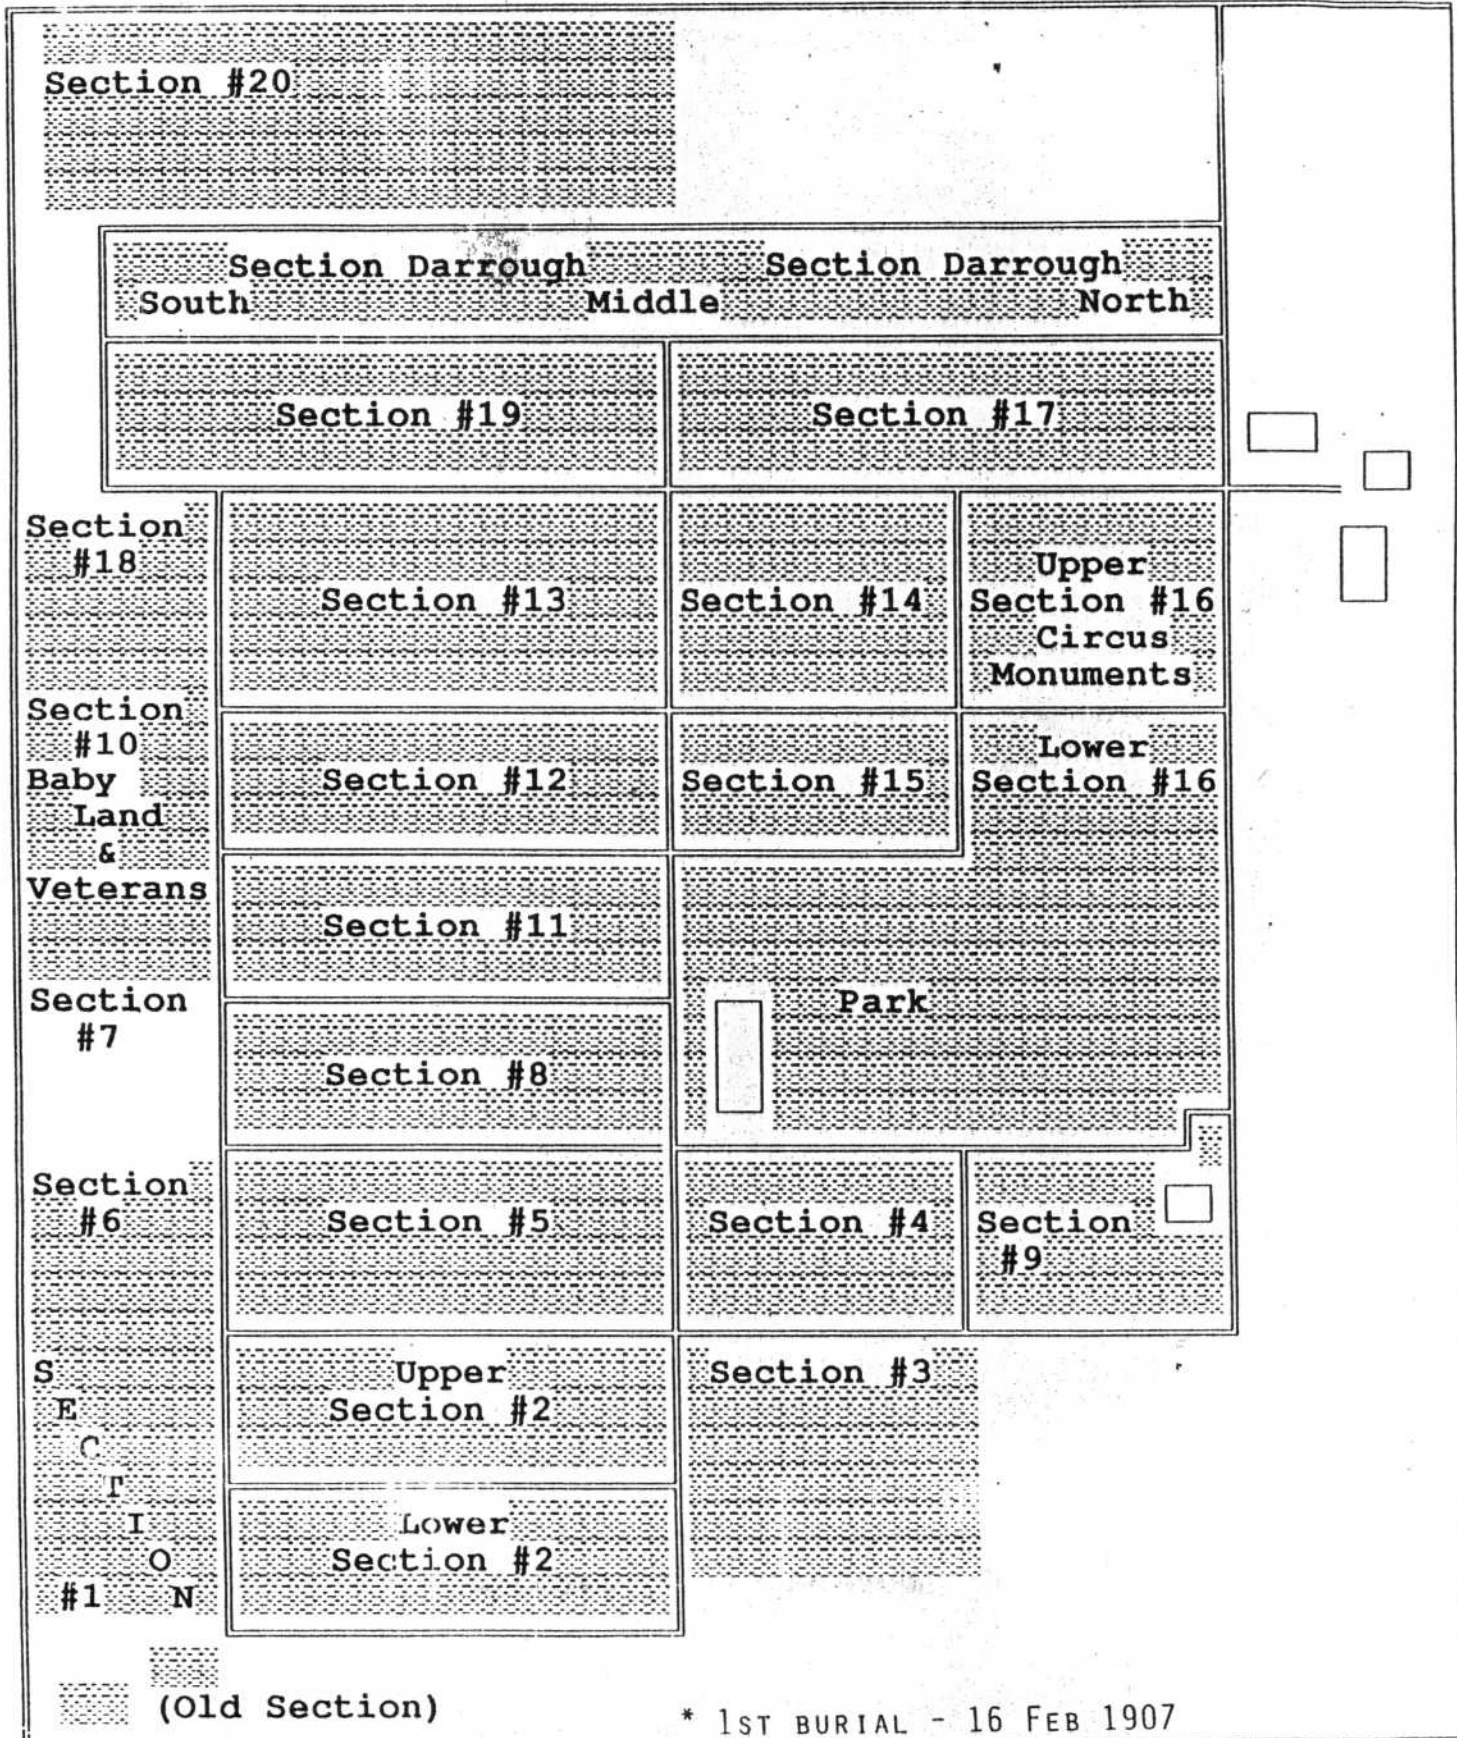 Section #20
Section Darrough Section Darrough
South Middle North
Section #19
Section #17
Section
#18
Section #13
Section #14
Upper
Section #16
Circus
Monuments
Section
#10
Baby
Land
&
Veterans
Section #12
Section #15
Lower
Section #16
Section #11
Section
#7
Park
Section #8
Section
#6
Section #5
Section #4
Section
#9
S
E
C
T
I
O
#1 N
Upper
Section #2
Section #3
Lower
Section #2
(Old Section)
* 1ST BURIAL - 16 FEB 1907